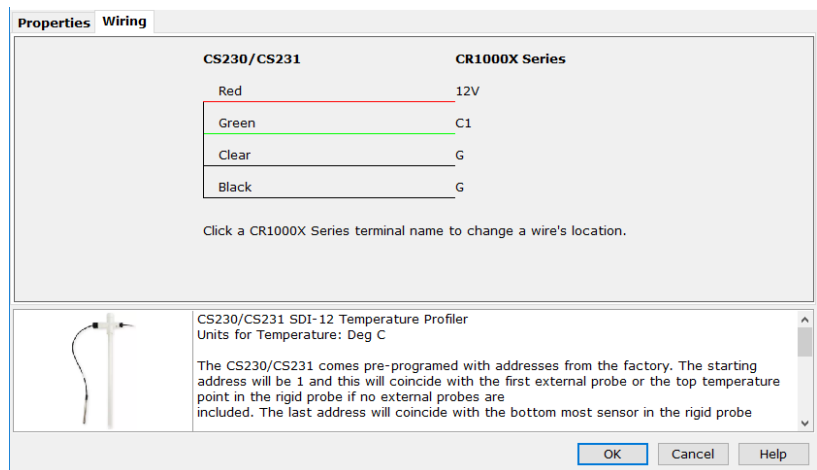 Properties Wiring
CS230/CS231 CR1000X Series
Red 12V
Green C1
Clear G
Black G
Click a CR1000X Series terminal name to change a wire's location.
CS230/CS231 SDI-12 Temperature Profiler
Units for Temperature: Deg C
The CS230/CS231 comes pre-programed with addresses from the factory. The starting
address will be 1 and this will coincide with the first external probe or the top temperature
point in the rigid probe if no external probes are
included. The last address will coincide with the bottom most sensor in the rigid probe
OK Cancel Help